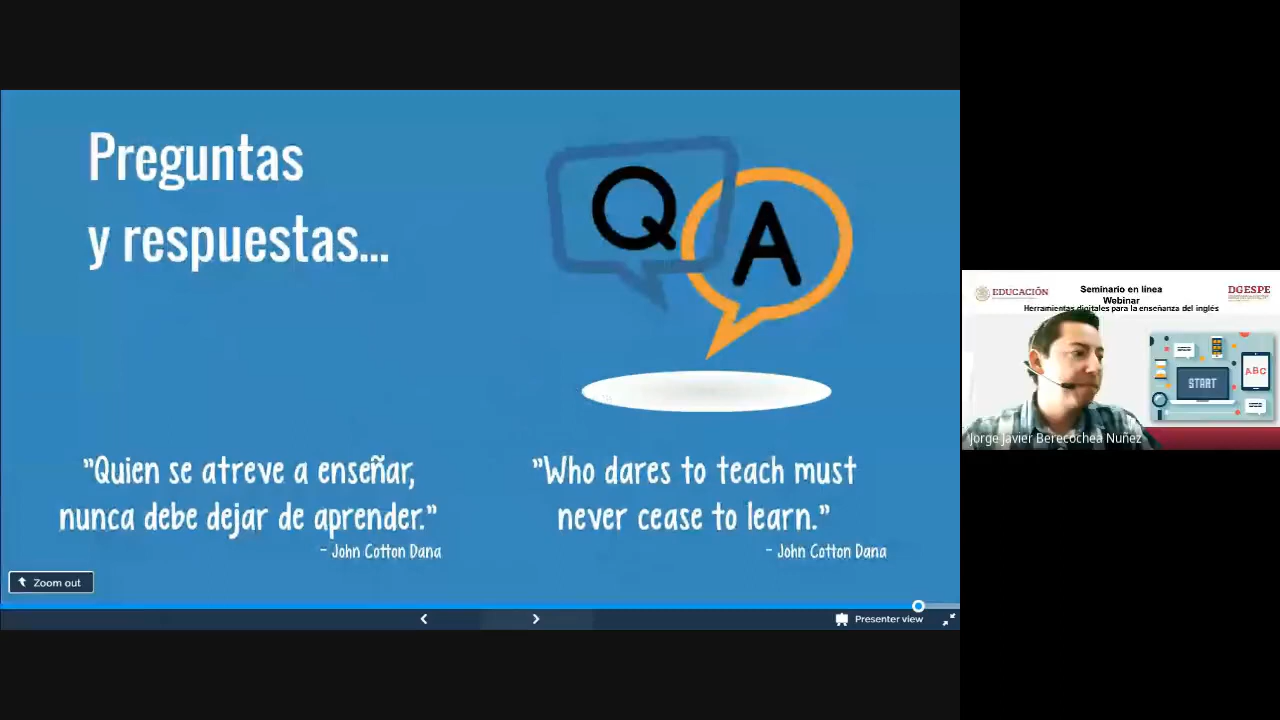 Preguntas
y respuestas...
Q
A
"Quien se atreve a enseñar,
nunca debe dejar de aprender."
- John Cotton Dana
"Who dares to teach must
never cease to learn."
- John Cotton Dana
Zoom out
Presenter view
EDUCACIÓN
Seminario en línea
Webinar
Herramientas digitales para la enseñanza del inglés
DGESPE
START
ABC
Jorge Javier Berecochea Nuñez